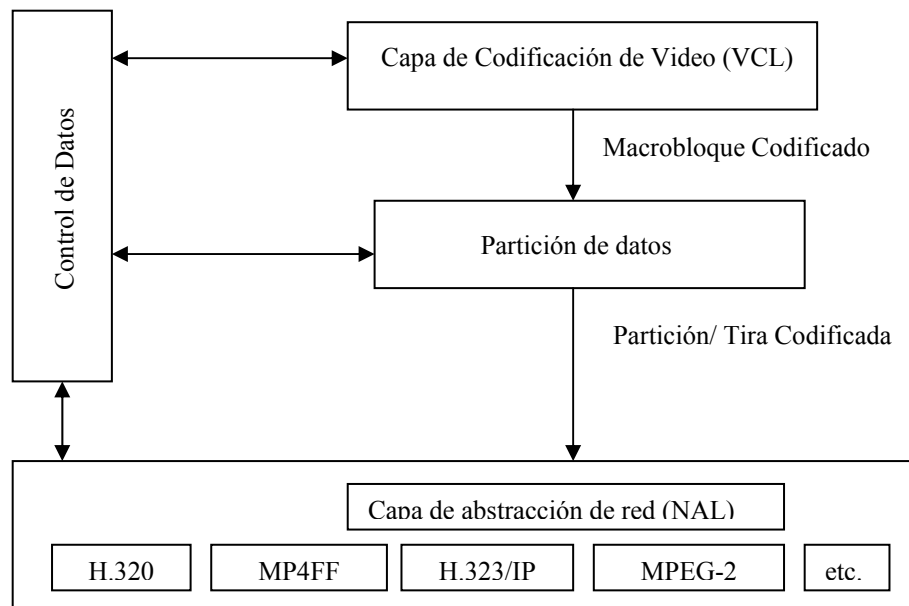 Capa de Codificación de Video (VCL)
Control de Datos
Macrobloque Codificado
Partición de datos
Partición/ Tira Codificada
Capa de abstracción de red (NAL)
H.320
MP4FF
H.323/IP
MPEG-2
etc.